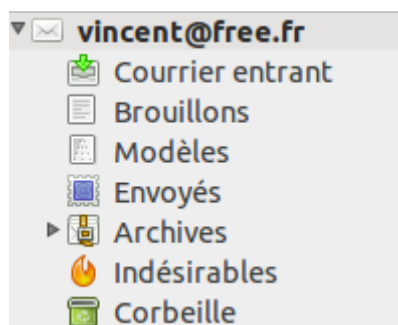 vincent@free.fr
Courrier entrant
Brouillons
Modèles
Envoyés
Archives
Indésirables
Corbeille